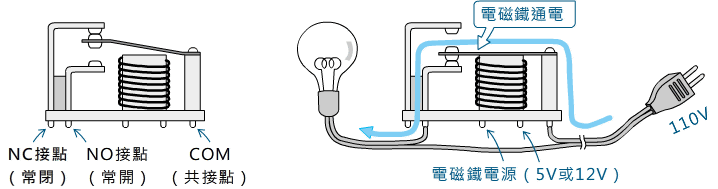 電磁鐵通電
NC接點
（常閉）
NO接點
（常開）
COM
（共接點）
電磁鐵電源（5V或12V）
110V